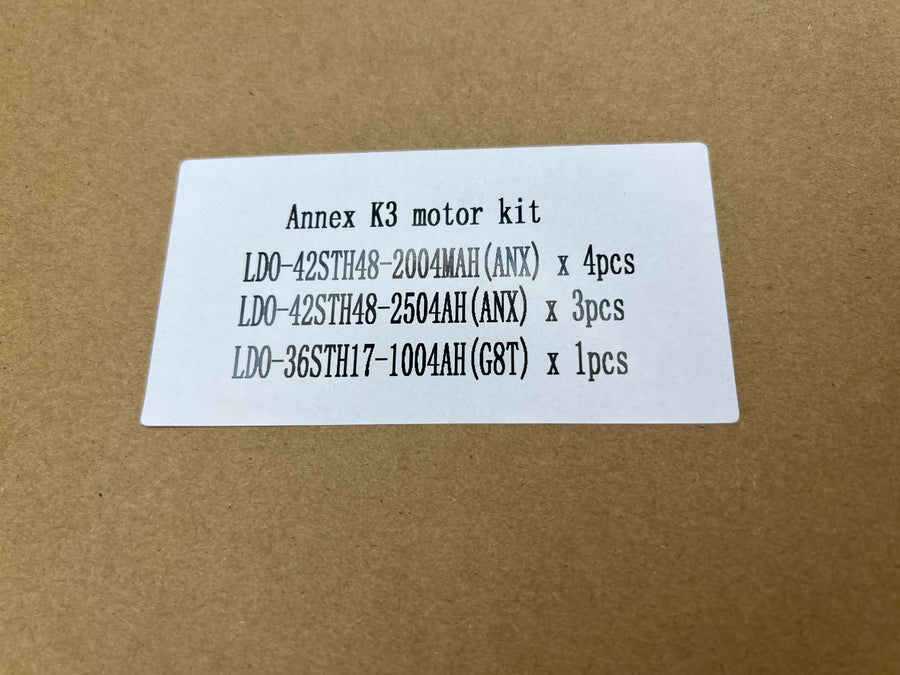 Annex K3 motor kit
LDO-42STH48-2004MAH(ANX) x 4pcs
LDO-42STH48-2504AH(ANX) x 3pcs
LDO-36STH17-1004AH(G8T) x 1pcs